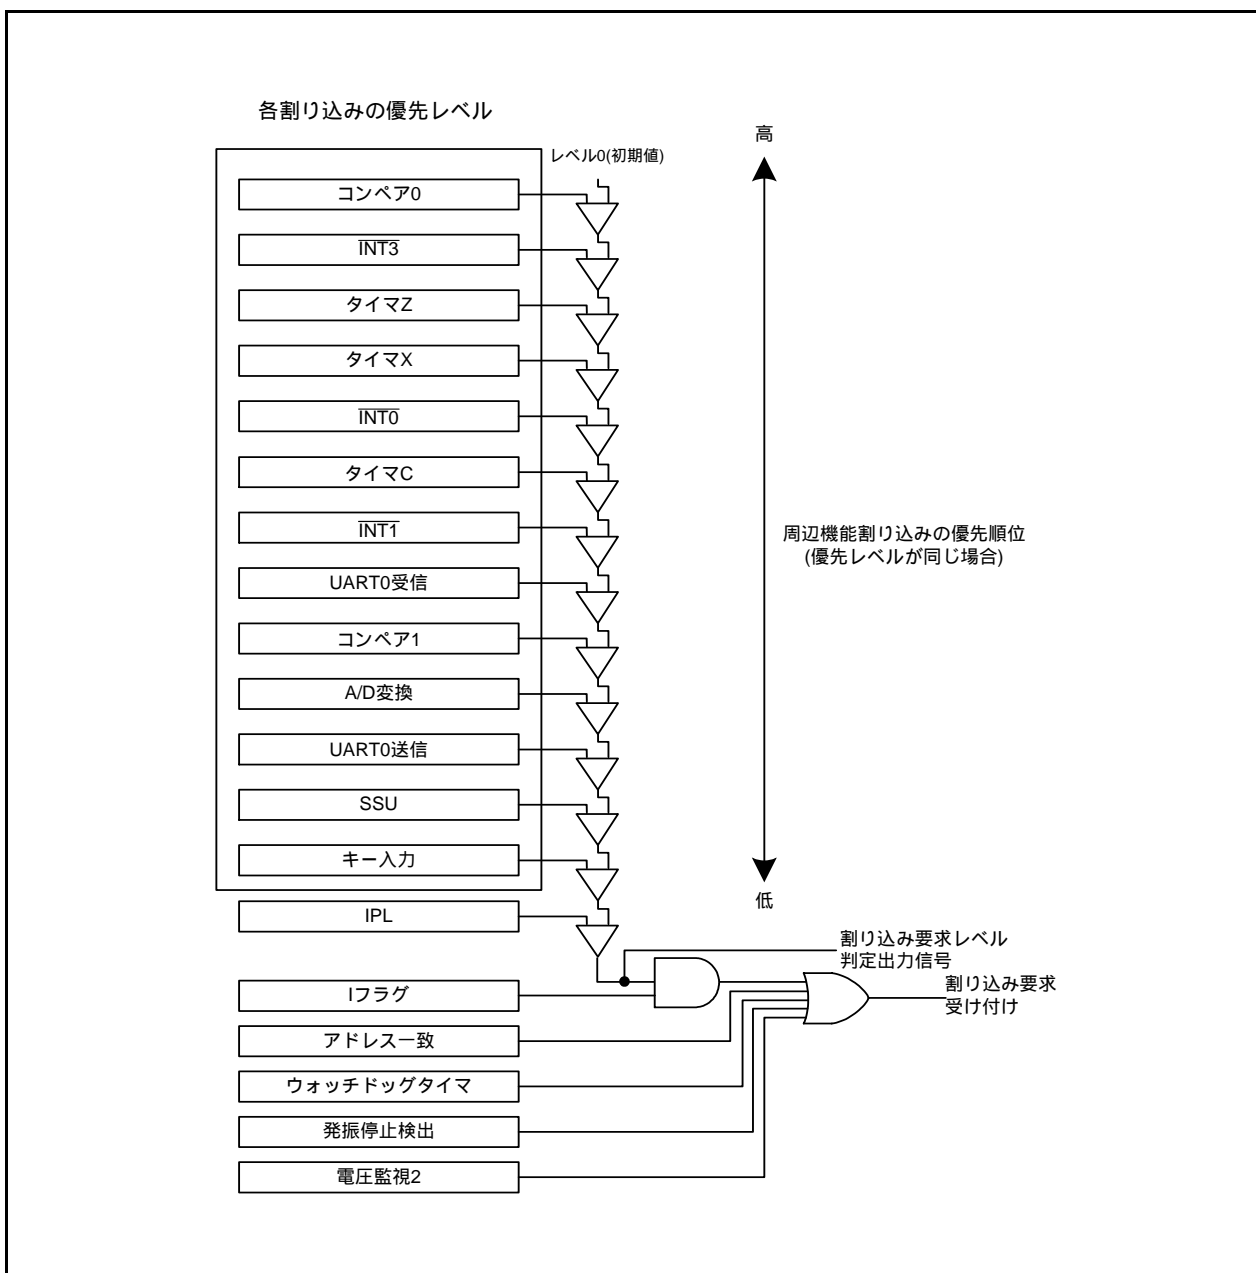 各割り込みの優先レベル
高
レベル0(初期値)
コンペア0
INT3
タイマZ
タイマX
INT0
タイマC
INT1
周辺機能割り込みの優先順位
(優先レベルが同じ場合)
UART0受信
コンペア1
A/D変換
UART0送信
SSU
キー入力
低
IPL
割り込み要求レベル
判定出力信号
割り込み要求
受け付け
Iフラグ
アドレス一致
ウォッチドッグタイマ
発振停止検出
電圧監視2